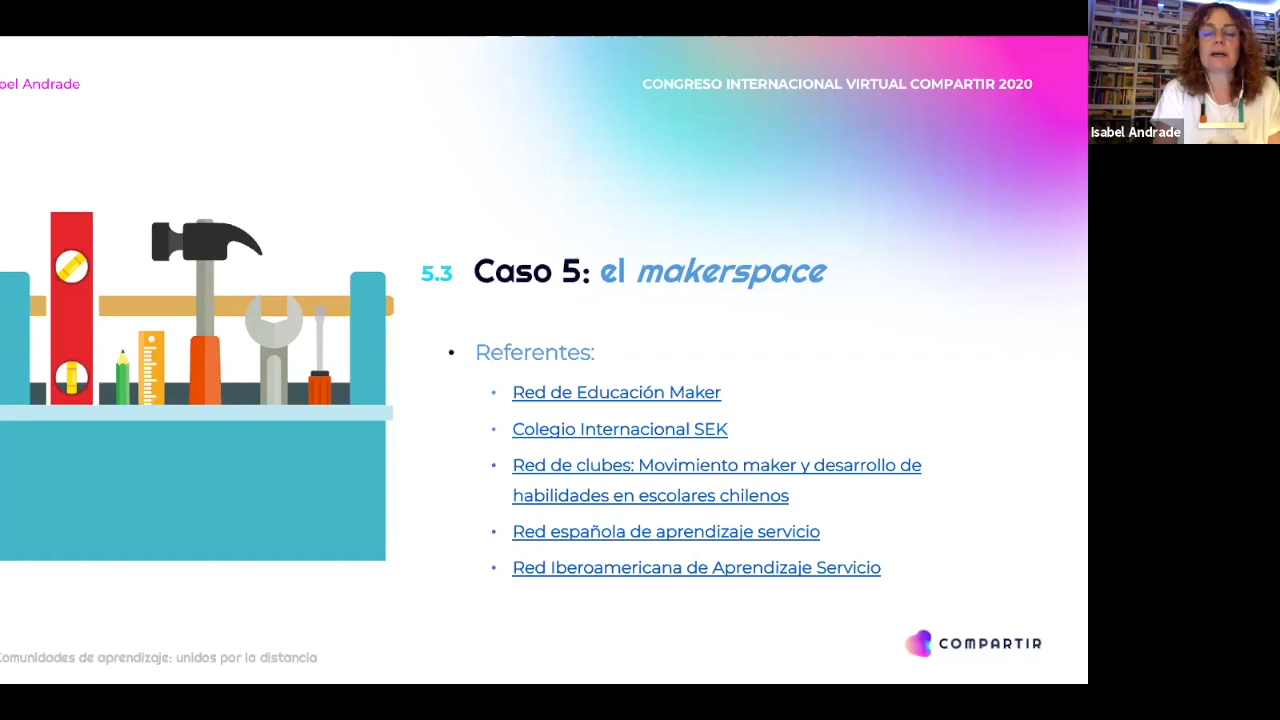 bel Andrade
CONGRESO INTERNACIONAL VIRTUAL COMPARTIR 2020
Isabel Andrade
5.3 Caso 5: el makerspace
• Referentes:
• Red de Educación Maker
• Colegio Internacional SEK
• Red de clubes: Movimiento maker y desarrollo de
habilidades en escolares chilenos
• Red española de aprendizaje servicio
• Red Iberoamericana de Aprendizaje Servicio
COMPARTIR
Comunidades de aprendizaje: unidos por la distancia